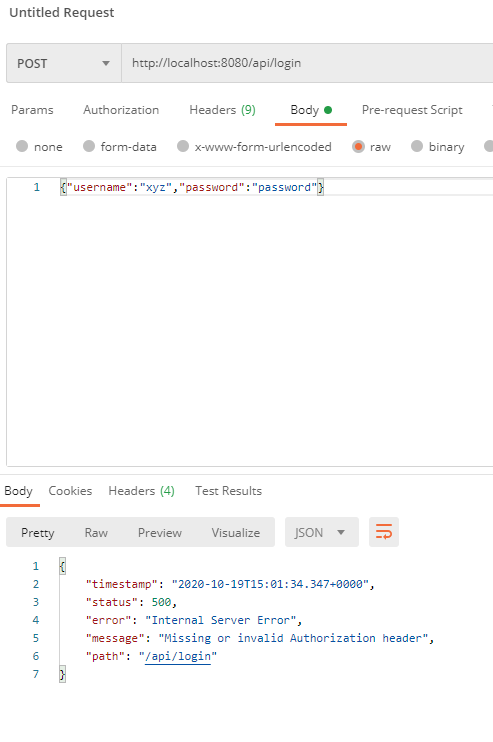 Untitled Request
POST http://localhost:8080/api/login
Params Authorization Headers (9) Body Pre-request Script
none form-data x-www-form-urlencoded raw binary
1 {"username":"xyz","password":"password"}
Body Cookies Headers (4) Test Results
Pretty Raw Preview Visualize JSON
1 {
2 "timestamp": "2020-10-19T15:01:34.347+0000",
3 "status": 500,
4 "error": "Internal Server Error",
5 "message": "Missing or invalid Authorization header",
6 "path": "/api/login"
7 }